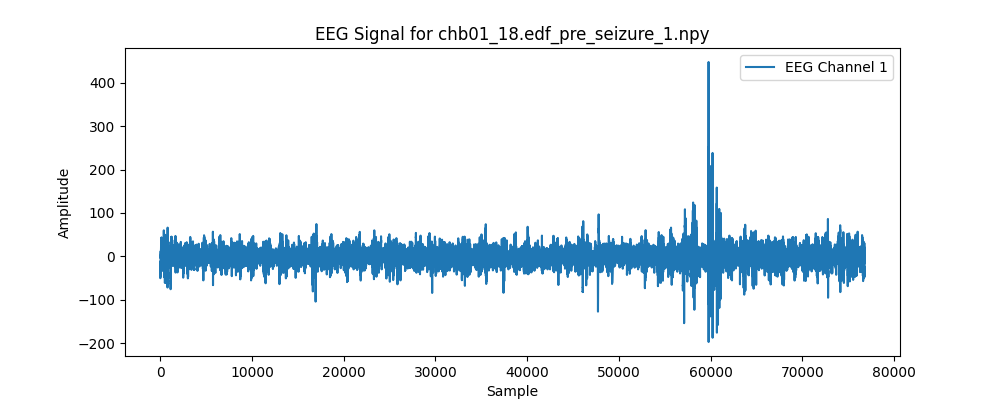 EEG Signal for chb01_18.edf_pre_seizure_1.npy
EEG Channel 1
400
300
200
100
0
−100
−200
Amplitude
0 10000 20000 30000 40000 50000 60000 70000 80000
Sample